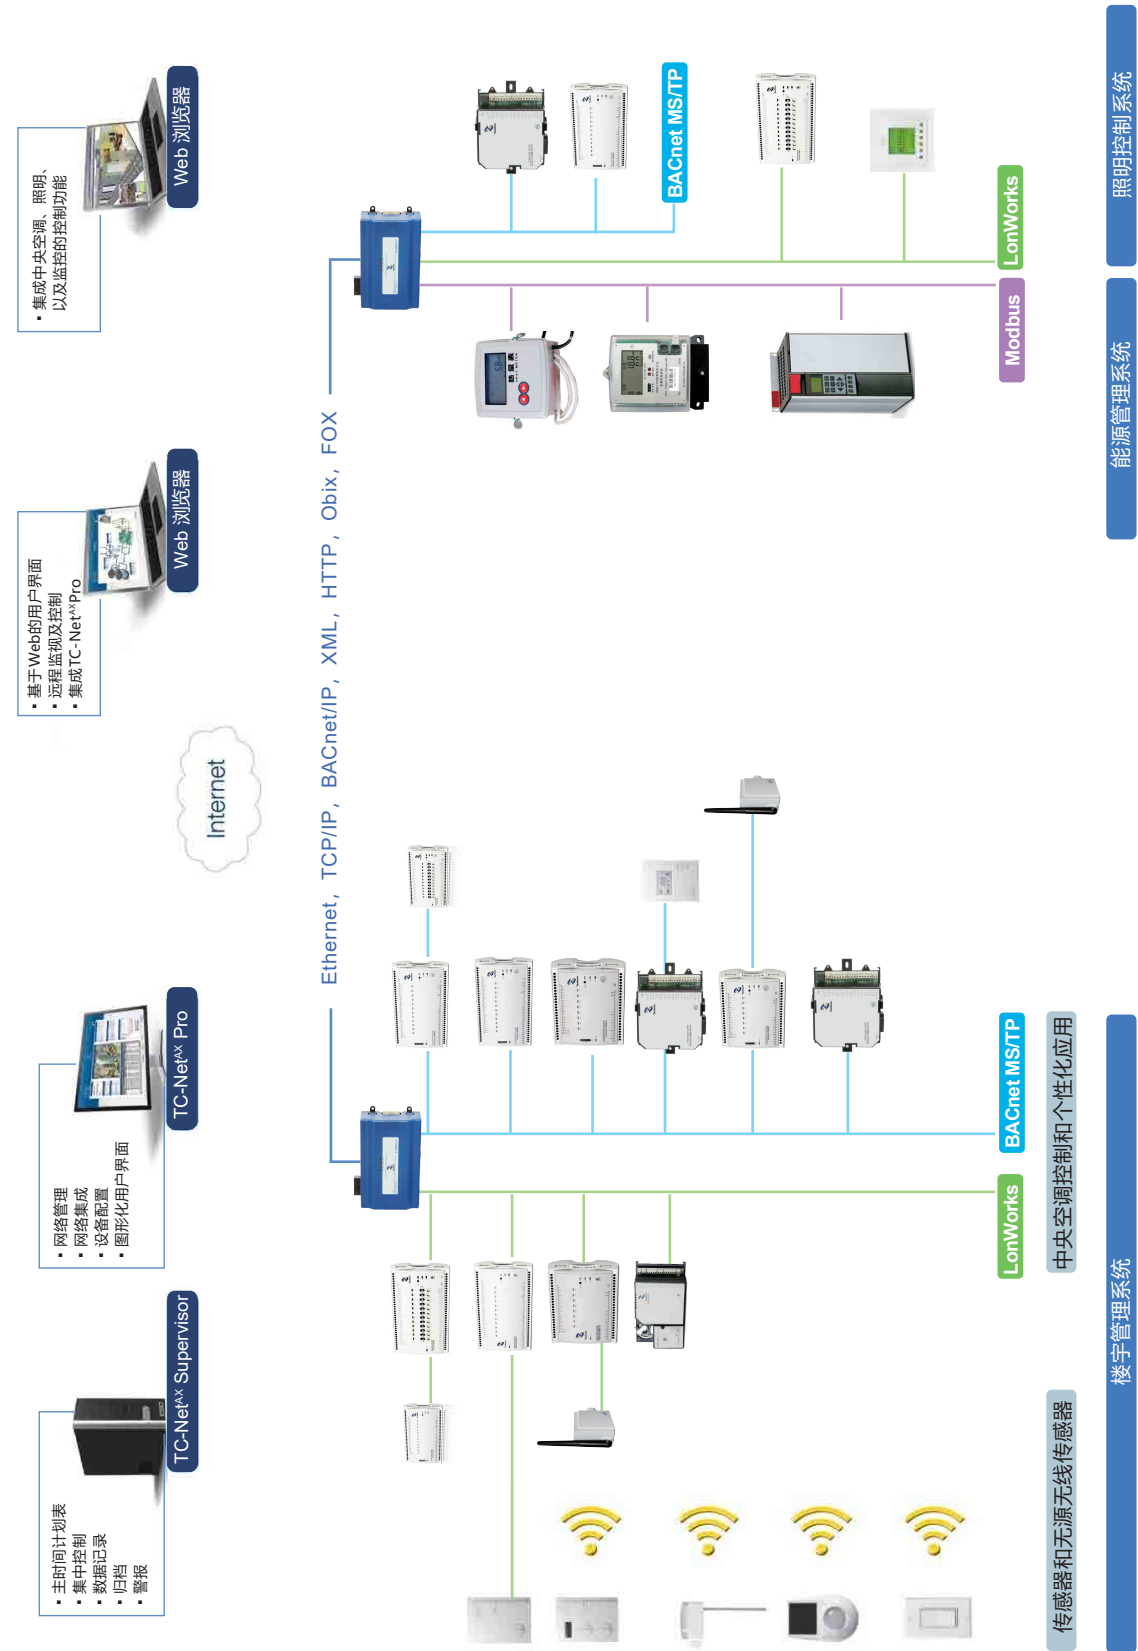 ▪ 主时间计划表
▪ 集中控制
▪ 数据记录
▪ 归档
▪ 警报
TC-Netᴬˣ Supervisor
▪ 网络管理
▪ 网络集成
▪ 设备配置
▪ 图形化用户界面
TC-Netᴬˣ Pro
Internet
▪ 基于Web的用户界面
▪ 远程监视及控制
▪ 集成TC-NetᴬˣPro
Web 浏览器
▪ 集成中央空调、照明、
以及监控的控制功能
Web 浏览器
Ethernet, TCP/IP, BACnet/IP, XML, HTTP, Obix, FOX
热量表
LonWorks
BACnet MS/TP
Modbus
LonWorks
BACnet MS/TP
传感器和无源无线传感器
中央空调控制和个性化应用
楼宇管理系统
能源管理系统
照明控制系统